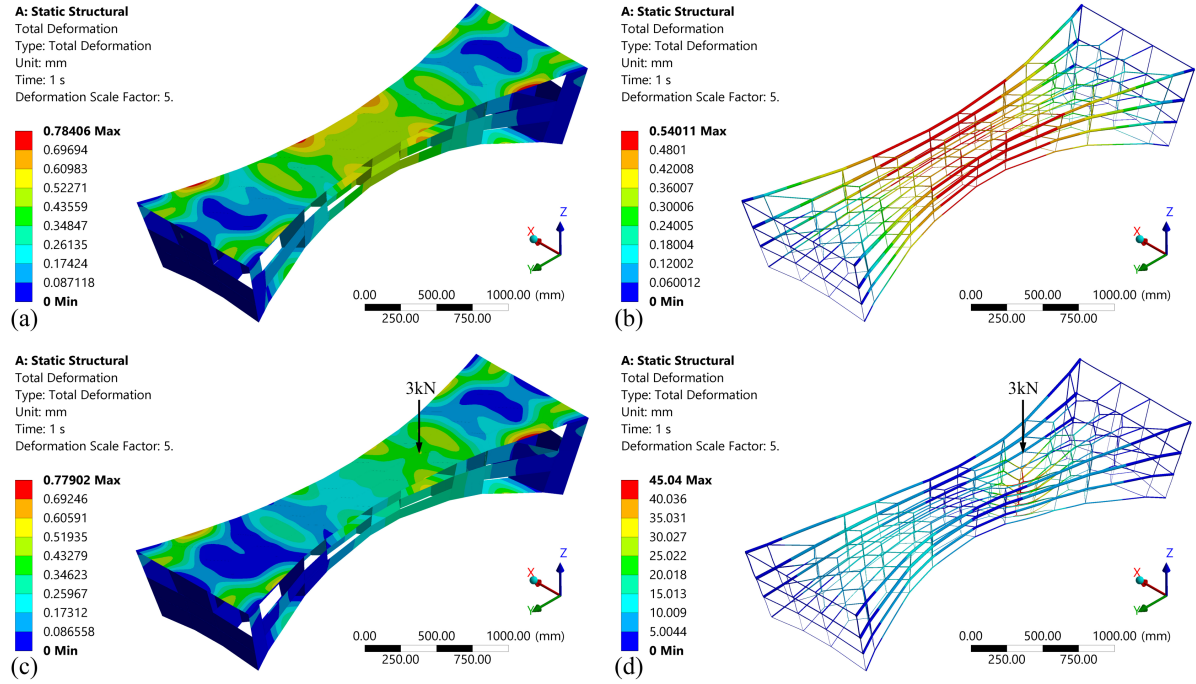 A: Static Structural
Total Deformation
Type: Total Deformation
Unit: mm
Time: 1 s
Deformation Scale Factor: 5.
0.78406 Max
0.69694
0.60983
0.52271
0.43559
0.34847
0.26135
0.17424
0.087118
0 Min
(a)
Z
X
Y
0.00 500.00 1000.00 (mm)
250.00 750.00
A: Static Structural
Total Deformation
Type: Total Deformation
Unit: mm
Time: 1 s
Deformation Scale Factor: 5.
0.54011 Max
0.4801
0.42008
0.36007
0.30006
0.24005
0.18004
0.12002
0.060012
0 Min
(b)
Z
X
Y
0.00 500.00 1000.00 (mm)
250.00 750.00
A: Static Structural
Total Deformation
Type: Total Deformation
Unit: mm
Time: 1 s
Deformation Scale Factor: 5.
3kN
0.77902 Max
0.69246
0.60591
0.51935
0.43279
0.34623
0.25967
0.17312
0.086558
0 Min
(c)
Z
X
Y
0.00 500.00 1000.00 (mm)
250.00 750.00
A: Static Structural
Total Deformation
Type: Total Deformation
Unit: mm
Time: 1 s
Deformation Scale Factor: 5.
3kN
45.04 Max
40.036
35.031
30.027
25.022
20.018
15.013
10.009
5.0044
0 Min
(d)
Z
X
Y
0.00 500.00 1000.00 (mm)
250.00 750.00